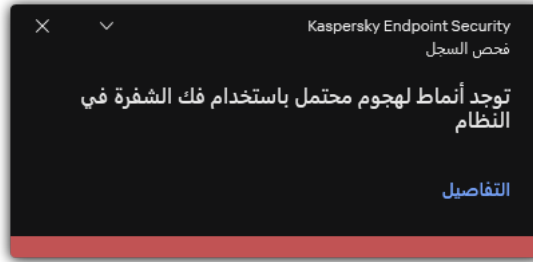 Kaspersky Endpoint Security
فحص السجل
توجد أنماط لهجوم محتمل باستخدام فك الشفرة في
النظام
التفاصيل